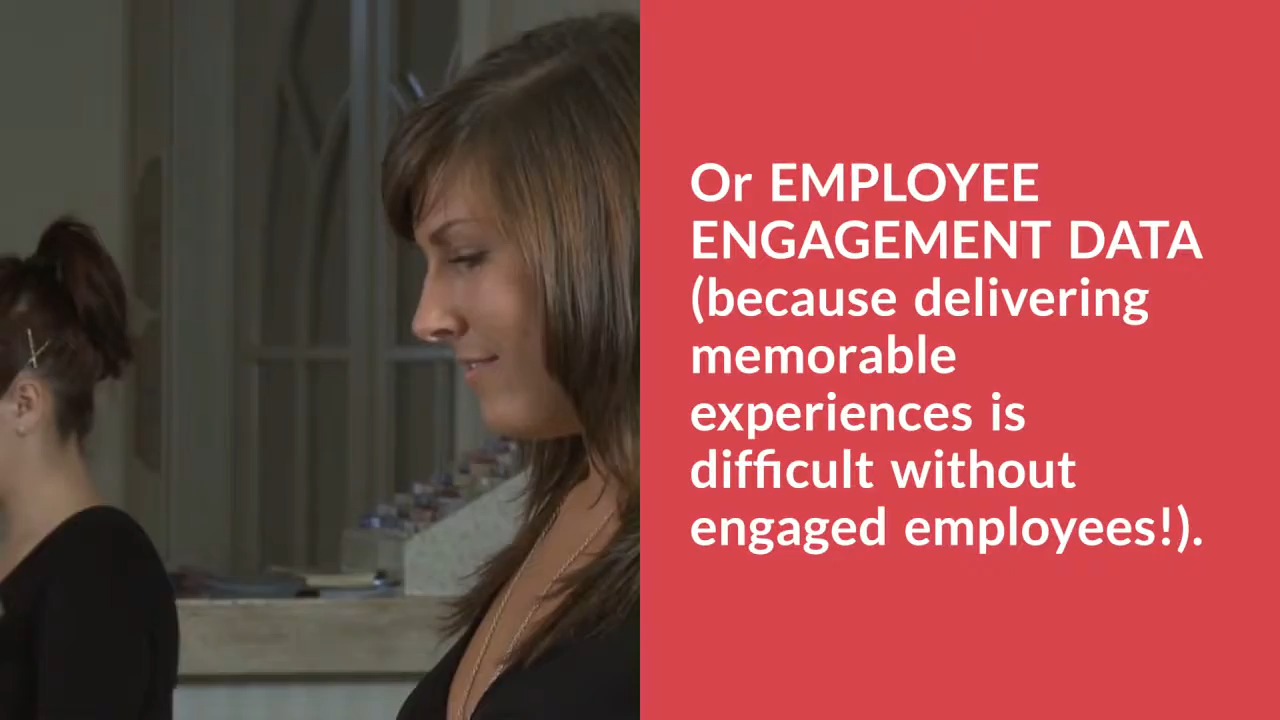 Or EMPLOYEE
ENGAGEMENT DATA
(because delivering
memorable
experiences is
difficult without
engaged employees!).